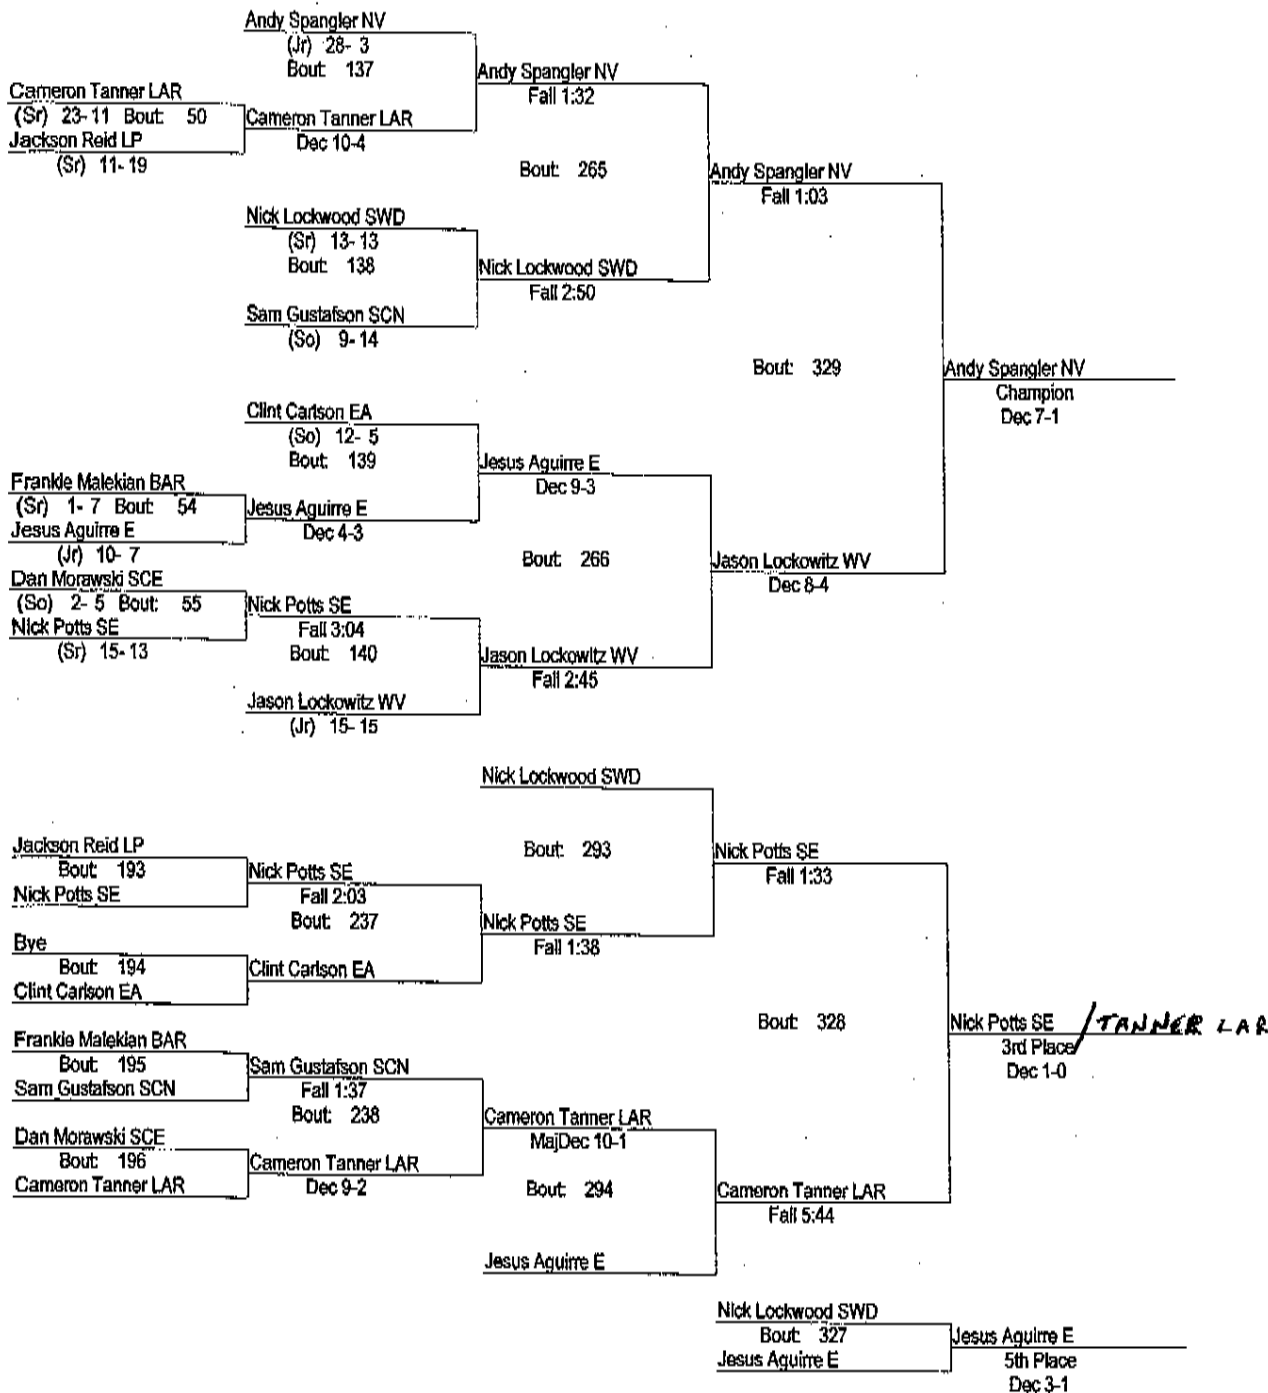 Andy Spangler NV
(Jr) 28- 3
Bout: 137
Andy Spangler NV
Fall 1:32
Cameron Tanner LAR
(Sr) 23-11 Bout: 50
Cameron Tanner LAR
Dec 10-4
Jackson Reid LP
(Sr) 11-19
Bout: 265
Andy Spangler NV
Fall 1:03
Nick Lockwood SWD
(Sr) 13-13
Bout: 138
Nick Lockwood SWD
Fall 2:50
Sam Gustafson SCN
(So) 9-14
Bout: 329
Andy Spangler NV
Champion
Dec 7-1
Clint Carlson EA
(So) 12- 5
Bout: 139
Jesus Aguirre E
Dec 9-3
Frankie Malekian BAR
(Sr) 1- 7 Bout: 54
Jesus Aguirre E
Dec 4-3
Jesus Aguirre E
(Jr) 10- 7
Bout: 266
Jason Lockowitz WV
Dec 8-4
Dan Morawski SCE
(So) 2- 5 Bout: 55
Nick Potts SE
Fall 3:04
Bout: 140
Nick Potts SE
(Sr) 15-13
Jason Lockowitz WV
Fall 2:45
Jason Lockowitz WV
(Jr) 15-15
Nick Lockwood SWD
Bout: 293
Nick Potts SE
Fall 1:33
Jackson Reid LP
Bout: 193
Nick Potts SE
Nick Potts SE
Fall 2:03
Bout: 237
Nick Potts SE
Fall 1:38
Bye
Bout: 194
Clint Carlson EA
Clint Carlson EA
Bout: 328
Nick Potts SE / TANNER LAR
3rd Place
Dec 1-0
Frankie Malekian BAR
Bout: 195
Sam Gustafson SCN
Sam Gustafson SCN
Fall 1:37
Bout: 238
Cameron Tanner LAR
MajDec 10-1
Dan Morawski SCE
Bout: 196
Cameron Tanner LAR
Cameron Tanner LAR
Dec 9-2
Bout: 294
Cameron Tanner LAR
Fall 5:44
Jesus Aguirre E
Nick Lockwood SWD
Bout: 327
Jesus Aguirre E
Jesus Aguirre E
5th Place
Dec 3-1